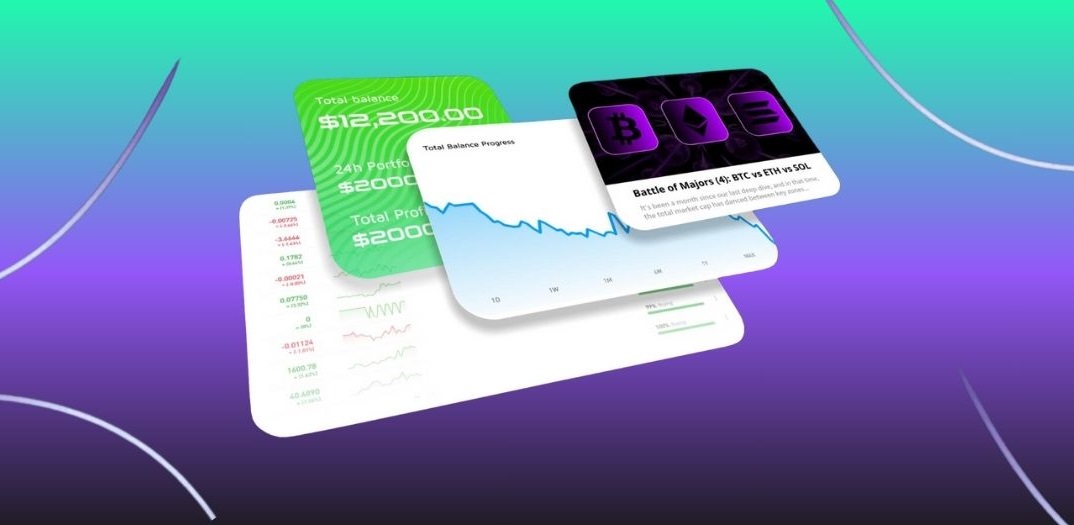 Total balance
$12,200.00
24h Portfo
$2000
Total Prof
$2000
Total Balance Progress
1D
1W
1M
6M
1Y
MAX
Battle of Majors (4): BTC vs ETH vs SOL
It's been a month since our last deep dive, and in that time,
the total market cap has danced between key zones...
0.0004
-0.00725
-3.4444
0.1782
-0.00021
0.07750
0
-0.01124
1600.78
40.6890
99% Rising
100% Rising